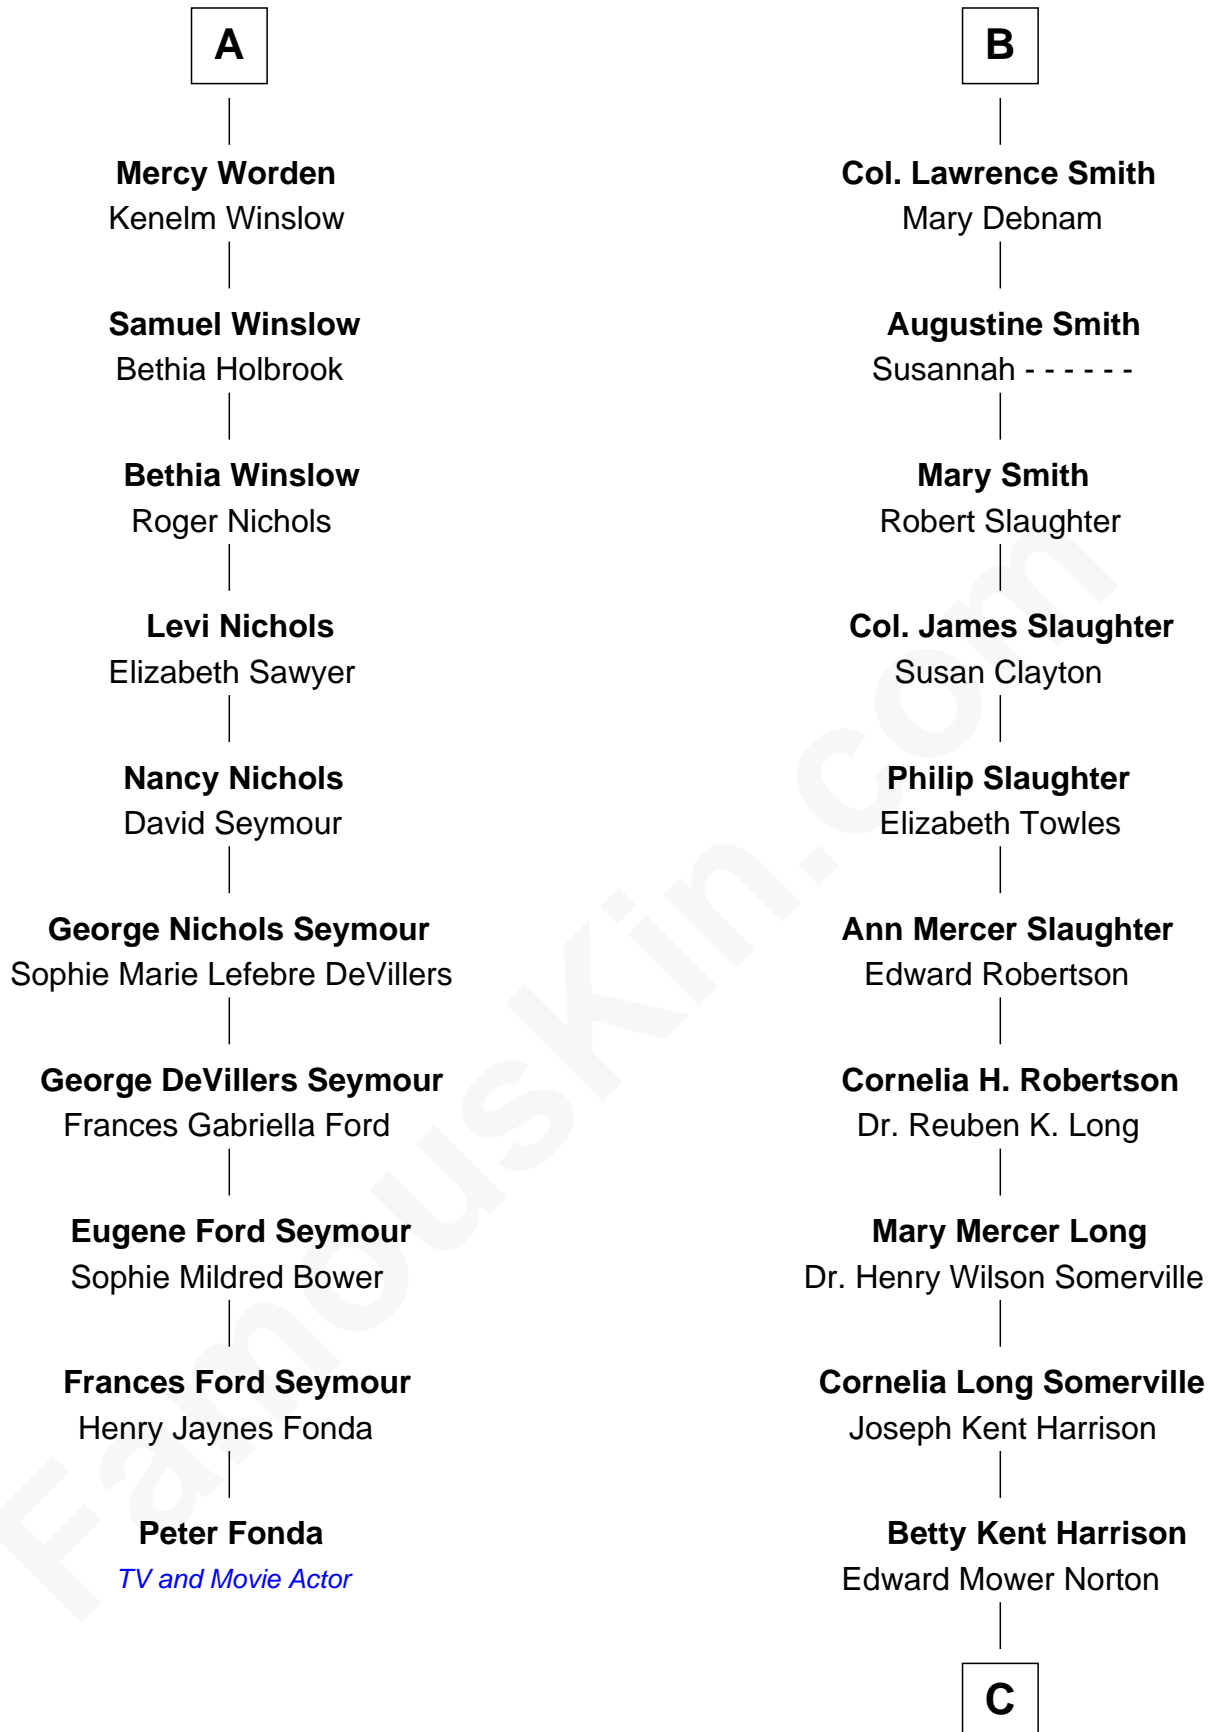 A
Mercy Worden
Kenelm Winslow
Samuel Winslow
Bethia Holbrook
Bethia Winslow
Roger Nichols
Levi Nichols
Elizabeth Sawyer
Nancy Nichols
David Seymour
George Nichols Seymour
Sophie Marie Lefebre DeVillers
George DeVillers Seymour
Frances Gabriella Ford
Eugene Ford Seymour
Sophie Mildred Bower
Frances Ford Seymour
Henry Jaynes Fonda
Peter Fonda
TV and Movie Actor
B
Col. Lawrence Smith
Mary Debnam
Augustine Smith
Susannah - - - - - -
Mary Smith
Robert Slaughter
Col. James Slaughter
Susan Clayton
Philip Slaughter
Elizabeth Towles
Ann Mercer Slaughter
Edward Robertson
Cornelia H. Robertson
Dr. Reuben K. Long
Mary Mercer Long
Dr. Henry Wilson Somerville
Cornelia Long Somerville
Joseph Kent Harrison
Betty Kent Harrison
Edward Mower Norton
C
FamousKin.com